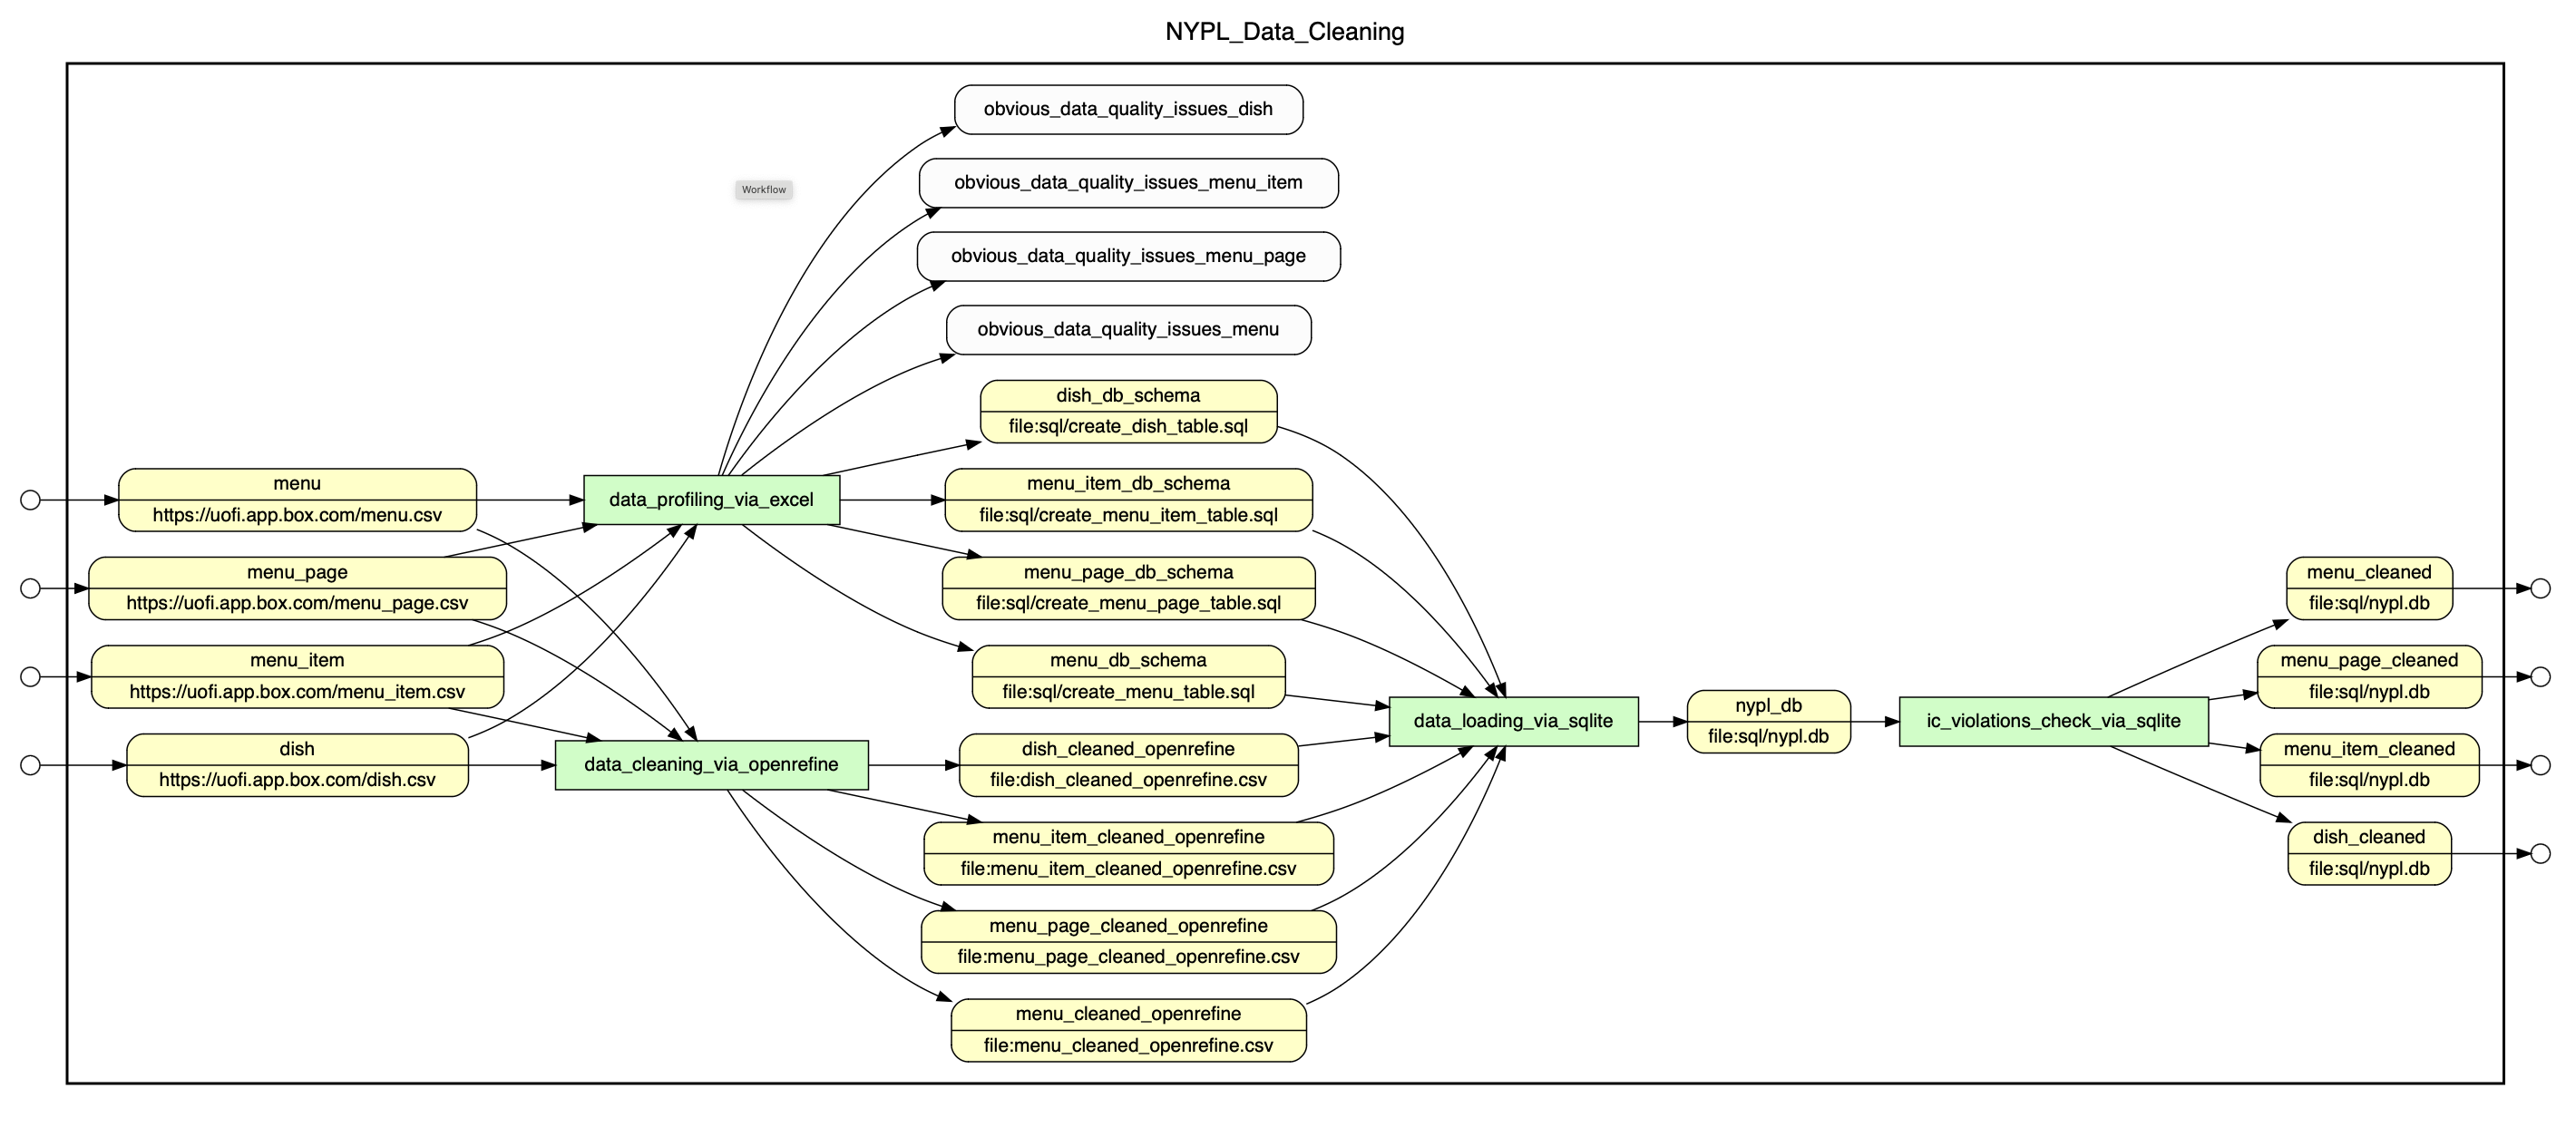 NYPL_Data_Cleaning
Workflow
obvious_data_quality_issues_dish
obvious_data_quality_issues_menu_item
obvious_data_quality_issues_menu_page
obvious_data_quality_issues_menu
dish_db_schema
file:sql/create_dish_table.sql
menu
https://uofi.app.box.com/menu.csv
data_profiling_via_excel
menu_item_db_schema
file:sql/create_menu_item_table.sql
menu_page
https://uofi.app.box.com/menu_page.csv
menu_page_db_schema
file:sql/create_menu_page_table.sql
menu_item
https://uofi.app.box.com/menu_item.csv
menu_db_schema
file:sql/create_menu_table.sql
dish
https://uofi.app.box.com/dish.csv
data_cleaning_via_openrefine
dish_cleaned_openrefine
file:dish_cleaned_openrefine.csv
menu_item_cleaned_openrefine
file:menu_item_cleaned_openrefine.csv
menu_page_cleaned_openrefine
file:menu_page_cleaned_openrefine.csv
menu_cleaned_openrefine
file:menu_cleaned_openrefine.csv
data_loading_via_sqlite
nypl_db
file:sql/nypl.db
ic_violations_check_via_sqlite
menu_cleaned
file:sql/nypl.db
menu_page_cleaned
file:sql/nypl.db
menu_item_cleaned
file:sql/nypl.db
dish_cleaned
file:sql/nypl.db